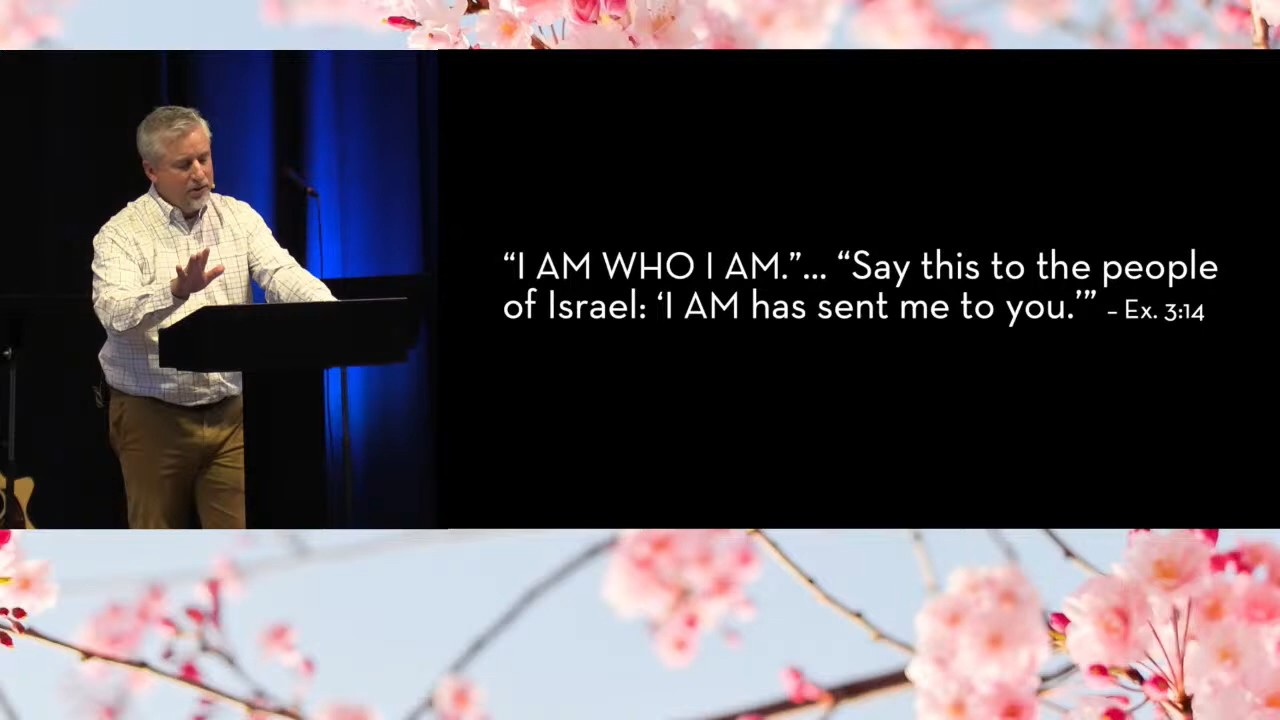 “I AM WHO I AM.”... “Say this to the people
of Israel: ‘I AM has sent me to you.’” – Ex. 3:14